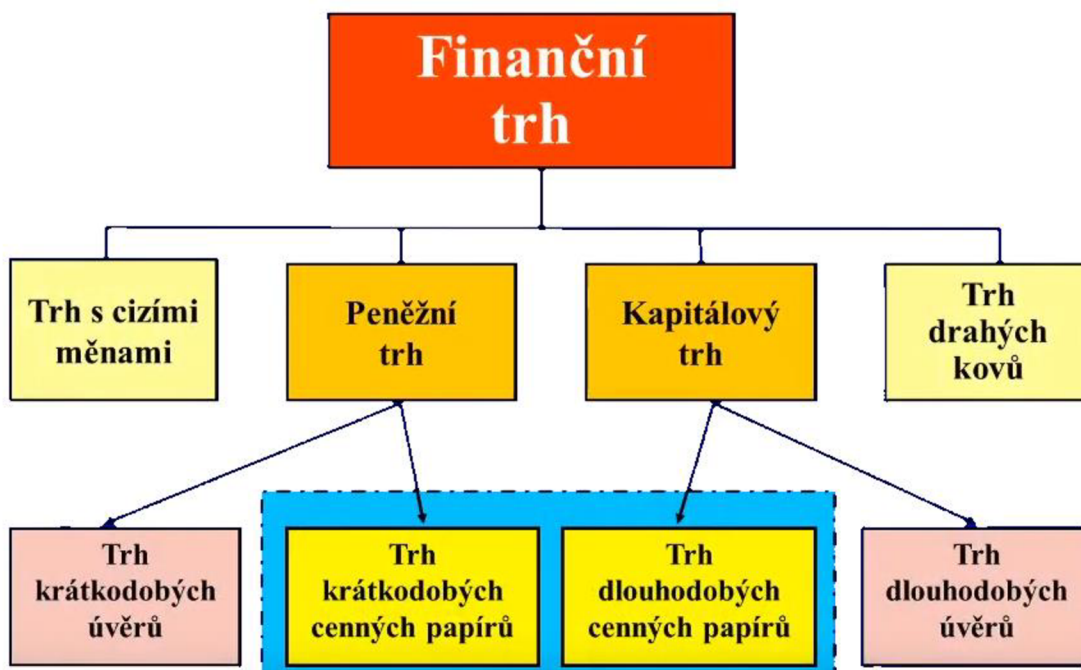 Finanční
trh
Trh s cizími
měnami
Peněžní
trh
Kapitálový
trh
Trh
drahých
kovů
Trh
krátkodobých
úvěrů
Trh
krátkodobých
cenných papírů
Trh
dlouhodobých
cenných papírů
Trh
dlouhodobých
úvěrů